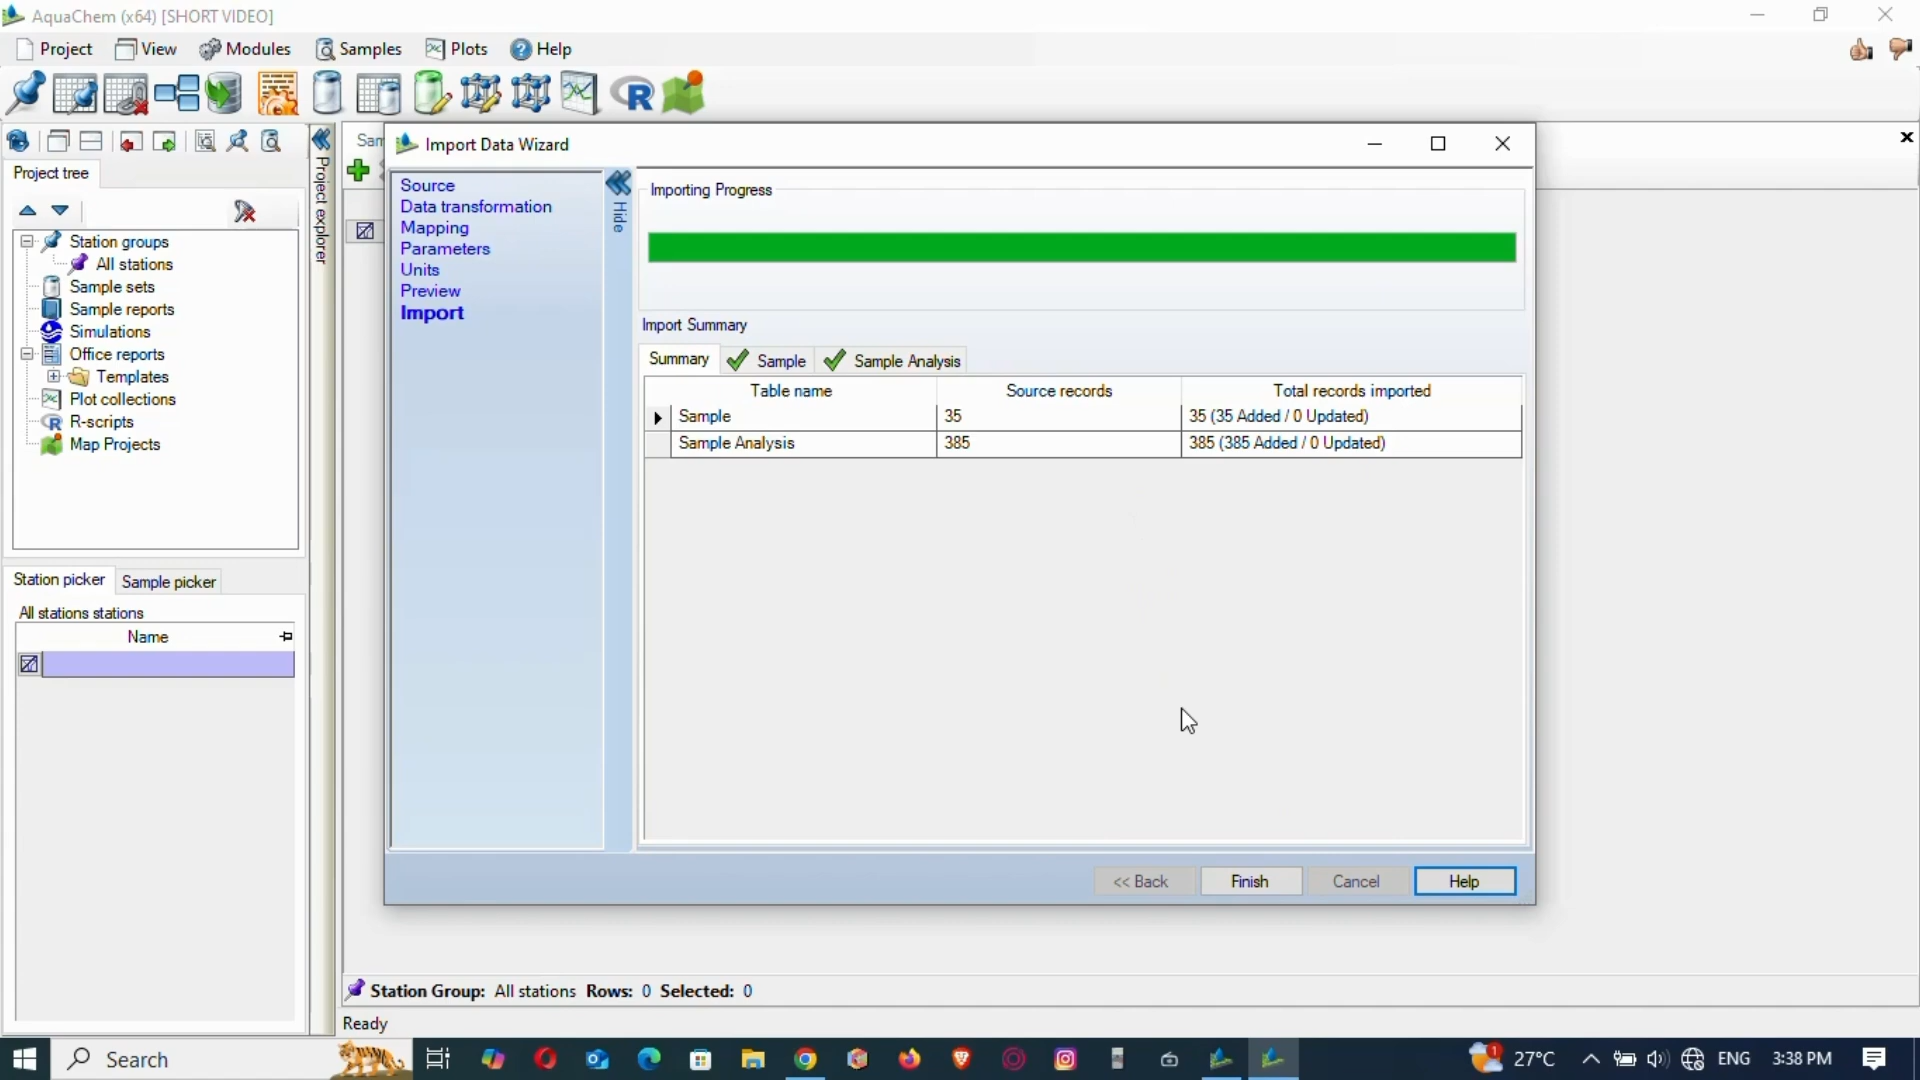 AquaChem (x64) [SHORT VIDEO]
Project View Modules Samples Plots Help
R
Project tree
Station groups
All stations
Sample sets
Sample reports
Simulations
Office reports
Templates
Plot collections
R-scripts
Map Projects
Station picker Sample picker
All stations stations
Name
Project explorer
Sam
Import Data Wizard
Source
Data transformation
Mapping
Parameters
Units
Preview
Import
Hide
Importing Progress
Import Summary
Summary Sample Sample Analysis
Table name Source records Total records imported
Sample 35 35 (35 Added / 0 Updated)
Sample Analysis 385 385 (385 Added / 0 Updated)
<< Back Finish Cancel Help
Station Group: All stations Rows: 0 Selected: 0
Ready
Search 1 27°C ENG 3:38 PM